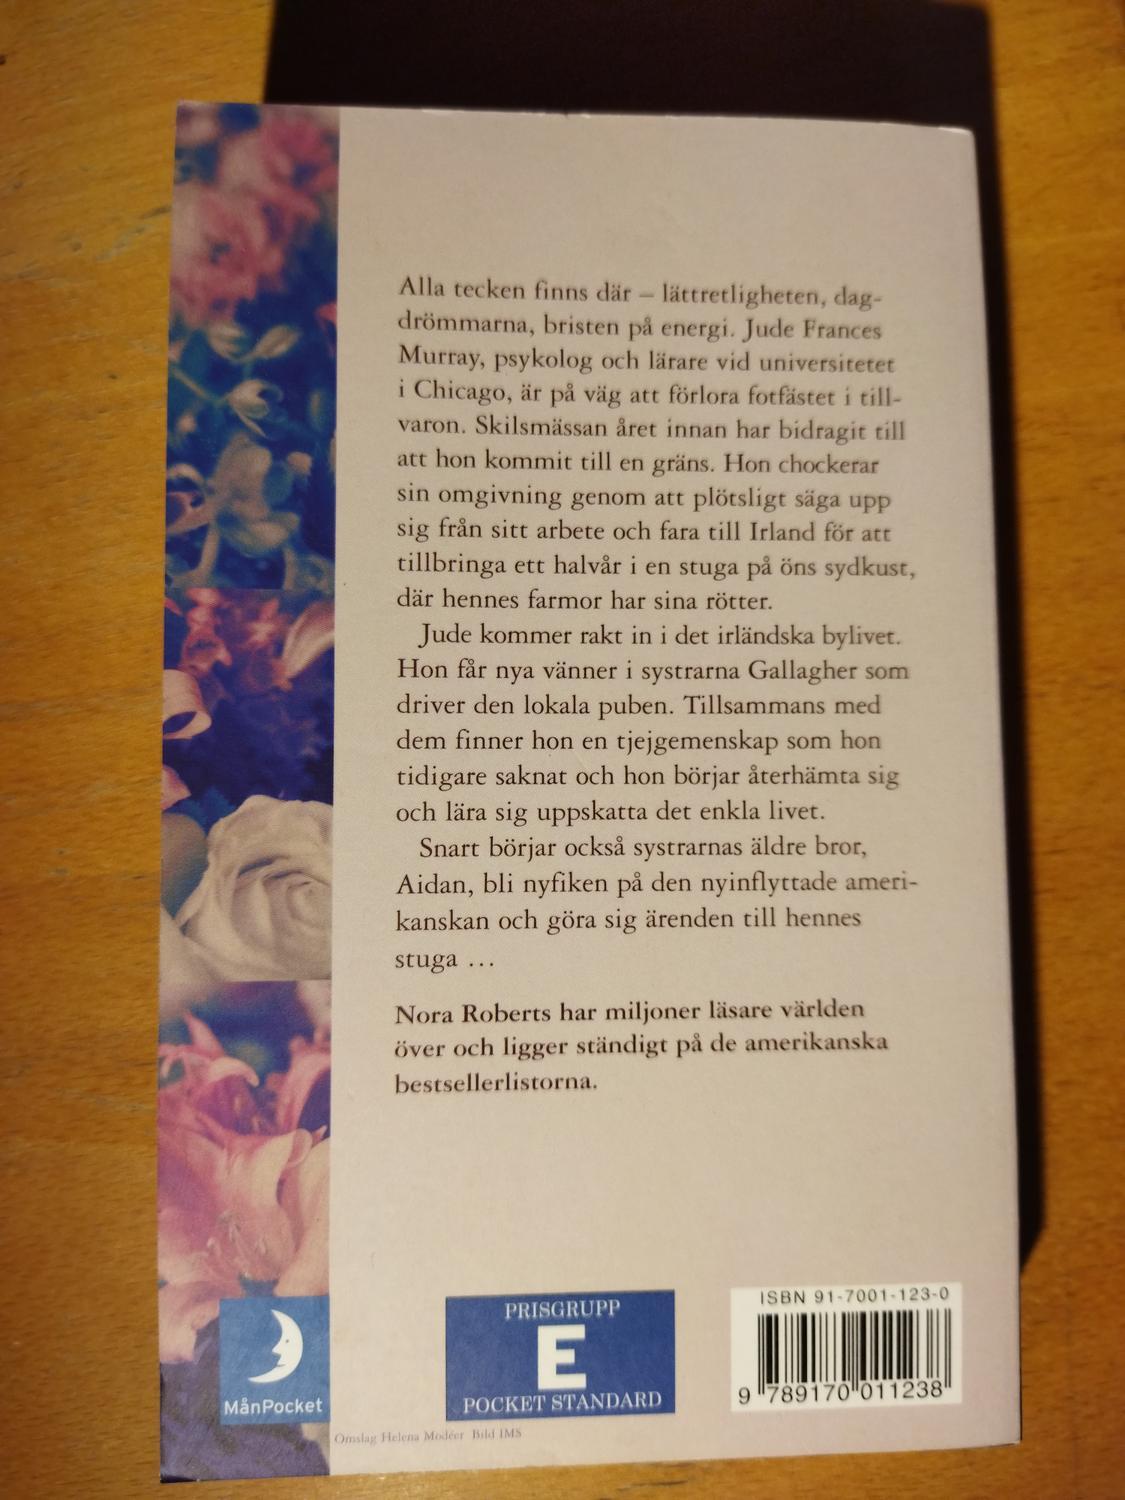 Alla tecken finns där – lättretligheten, dag-
drömmarna, bristen på energi. Jude Frances
Murray, psykolog och lärare vid universitetet
i Chicago, är på väg att förlora fotfästet i till-
varon. Skilsmässan året innan har bidragit till
att hon kommit till en gräns. Hon chockerar
sin omgivning genom att plötsligt säga upp
sig från sitt arbete och fara till Irland för att
tillbringa ett halvår i en stuga på öns sydkust,
där hennes farmor har sina rötter.
Jude kommer rakt in i det irländska bylivet.
Hon får nya vänner i systrarna Gallagher som
driver den lokala puben. Tillsammans med
dem finner hon en tjejgemenskap som hon
tidigare saknat och hon börjar återhämta sig
och lära sig uppskatta det enkla livet.
Snart börjar också systrarnas äldre bror,
Aidan, bli nyfiken på den nyinflyttade ameri-
kanskan och göra sig ärenden till hennes
stuga ...
Nora Roberts har miljoner läsare världen
över och ligger ständigt på de amerikanska
bestsellerlistorna.
MånPocket
PRISGRUPP
E
POCKET STANDARD
ISBN 91-7001-123-0
9 789170 011238
Omslag Helena Modéer Bild IMS